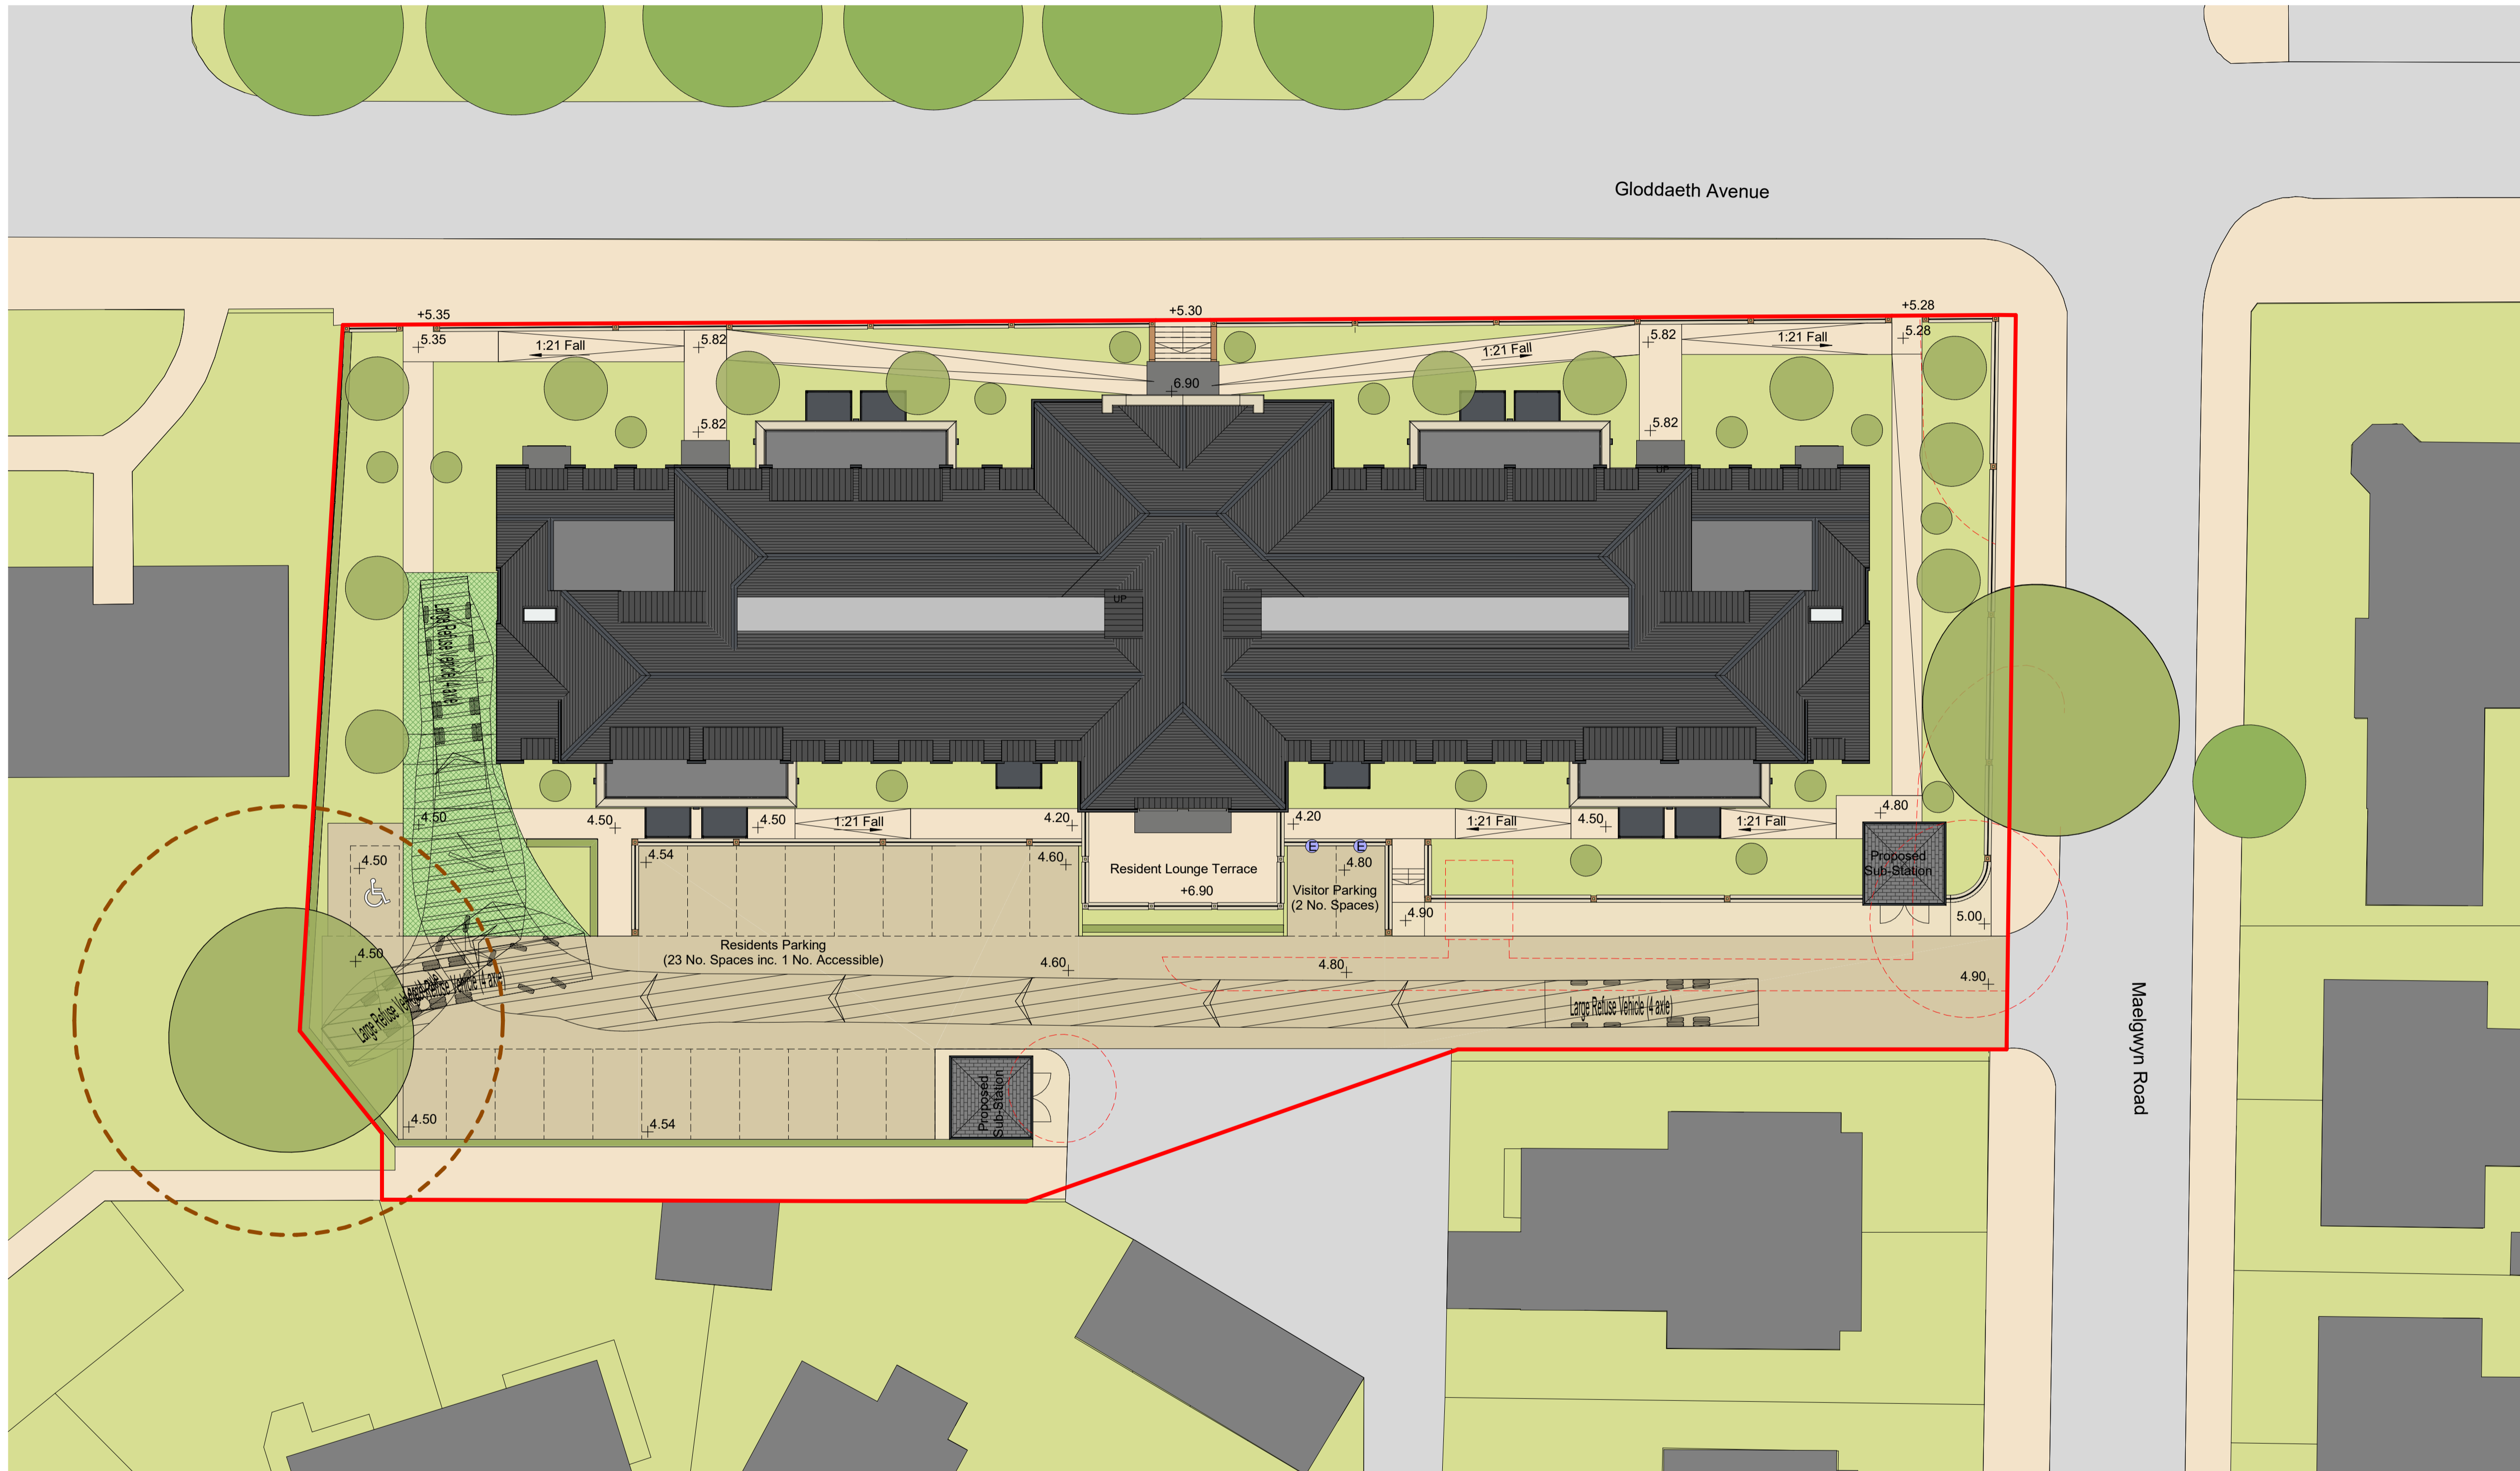 Gloddaeth Avenue
+5.35
+5.30
+5.28
5.35
1:21 Fall
5.82
1:21 Fall
5.82
1:21 Fall
5.28
6.90
5.82
5.82
UP
UP
Large Refuse Vehicle (4 axle)
4.50
4.50
4.50
1:21 Fall
4.20
4.20
1:21 Fall
4.50
1:21 Fall
4.80
4.50
4.54
4.60
Resident Lounge Terrace
+6.90
4.80
Visitor Parking
(2 No. Spaces)
E
E
Proposed
Sub-Station
4.90
5.00
4.50
Residents Parking
(23 No. Spaces inc. 1 No. Accessible)
4.60
4.80
4.90
Large Refuse Vehicle (4 axle)
Large Refuse Vehicle (4 axle)
Maelgwyn Road
Proposed
Sub-Station
4.50
4.54